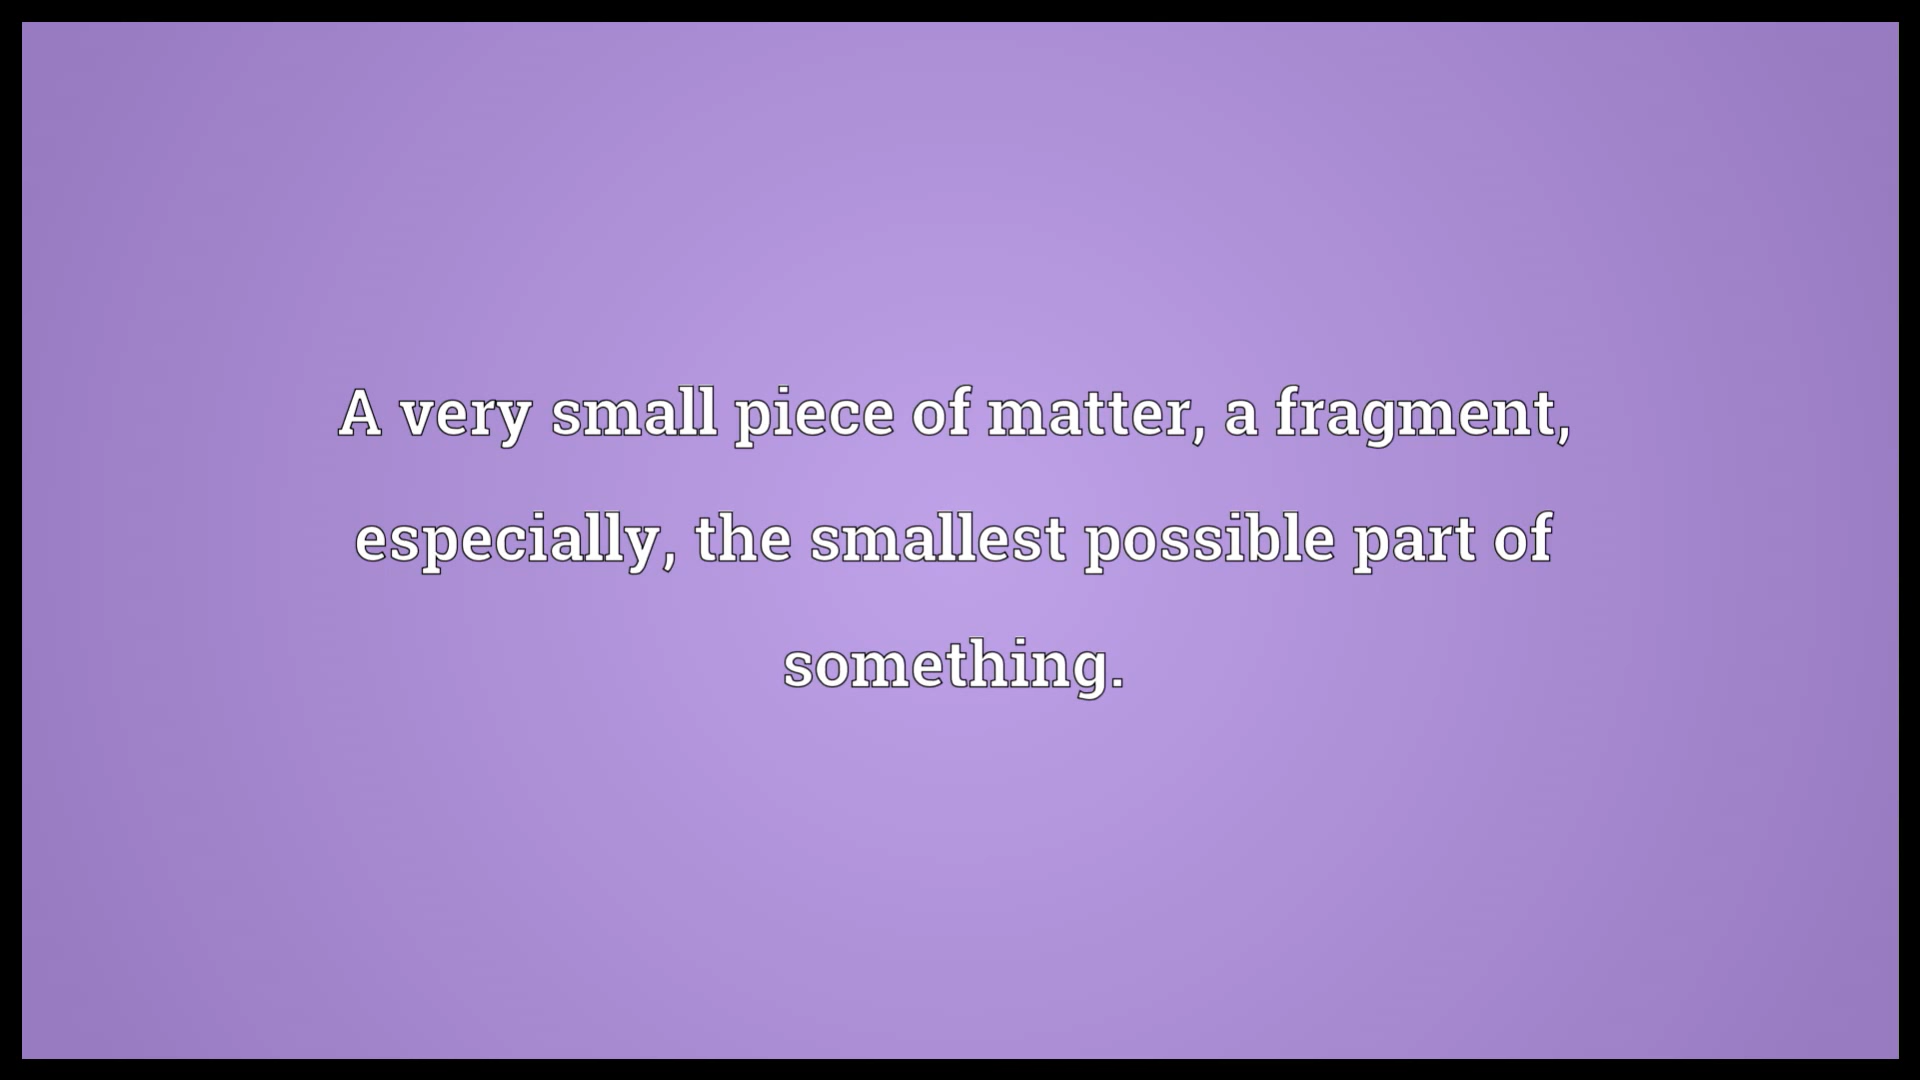 A very small piece of matter, a fragment,
especially, the smallest possible part of
something.